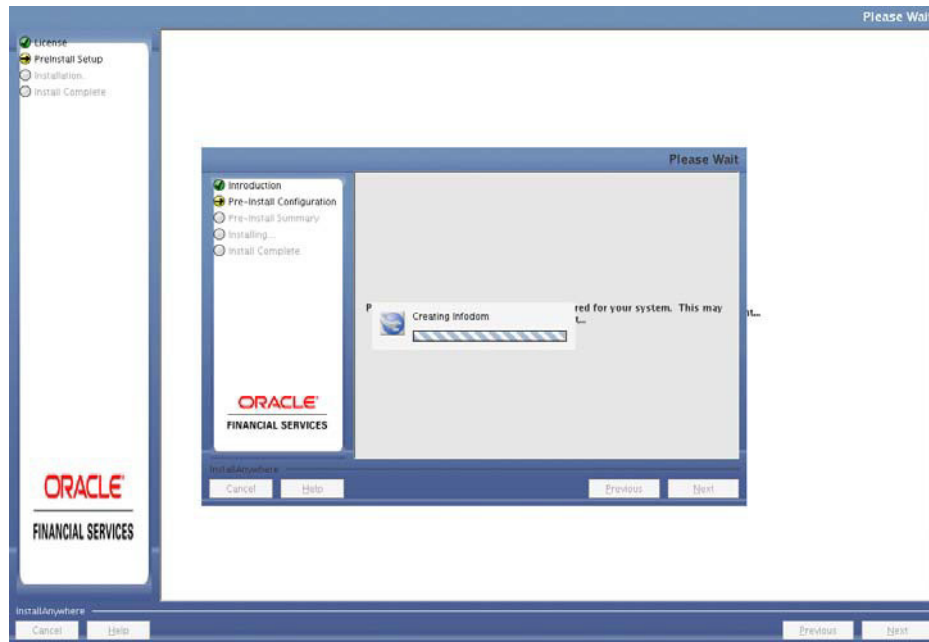 Please Wai
License
PreInstall Setup
Installation.
Install Complete
Please Wait
Introduction
Pre-Install Configuration
Pre-Install Summary
Installing...
Install Complete
P
red for your system. This may
t...
nt...
Creating Infodom
ORACLE
FINANCIAL SERVICES
InstallAnywhere
Cancel
Help
Previous
Next
ORACLE
FINANCIAL SERVICES
InstallAnywhere
Cancel
Help
Previous
Next